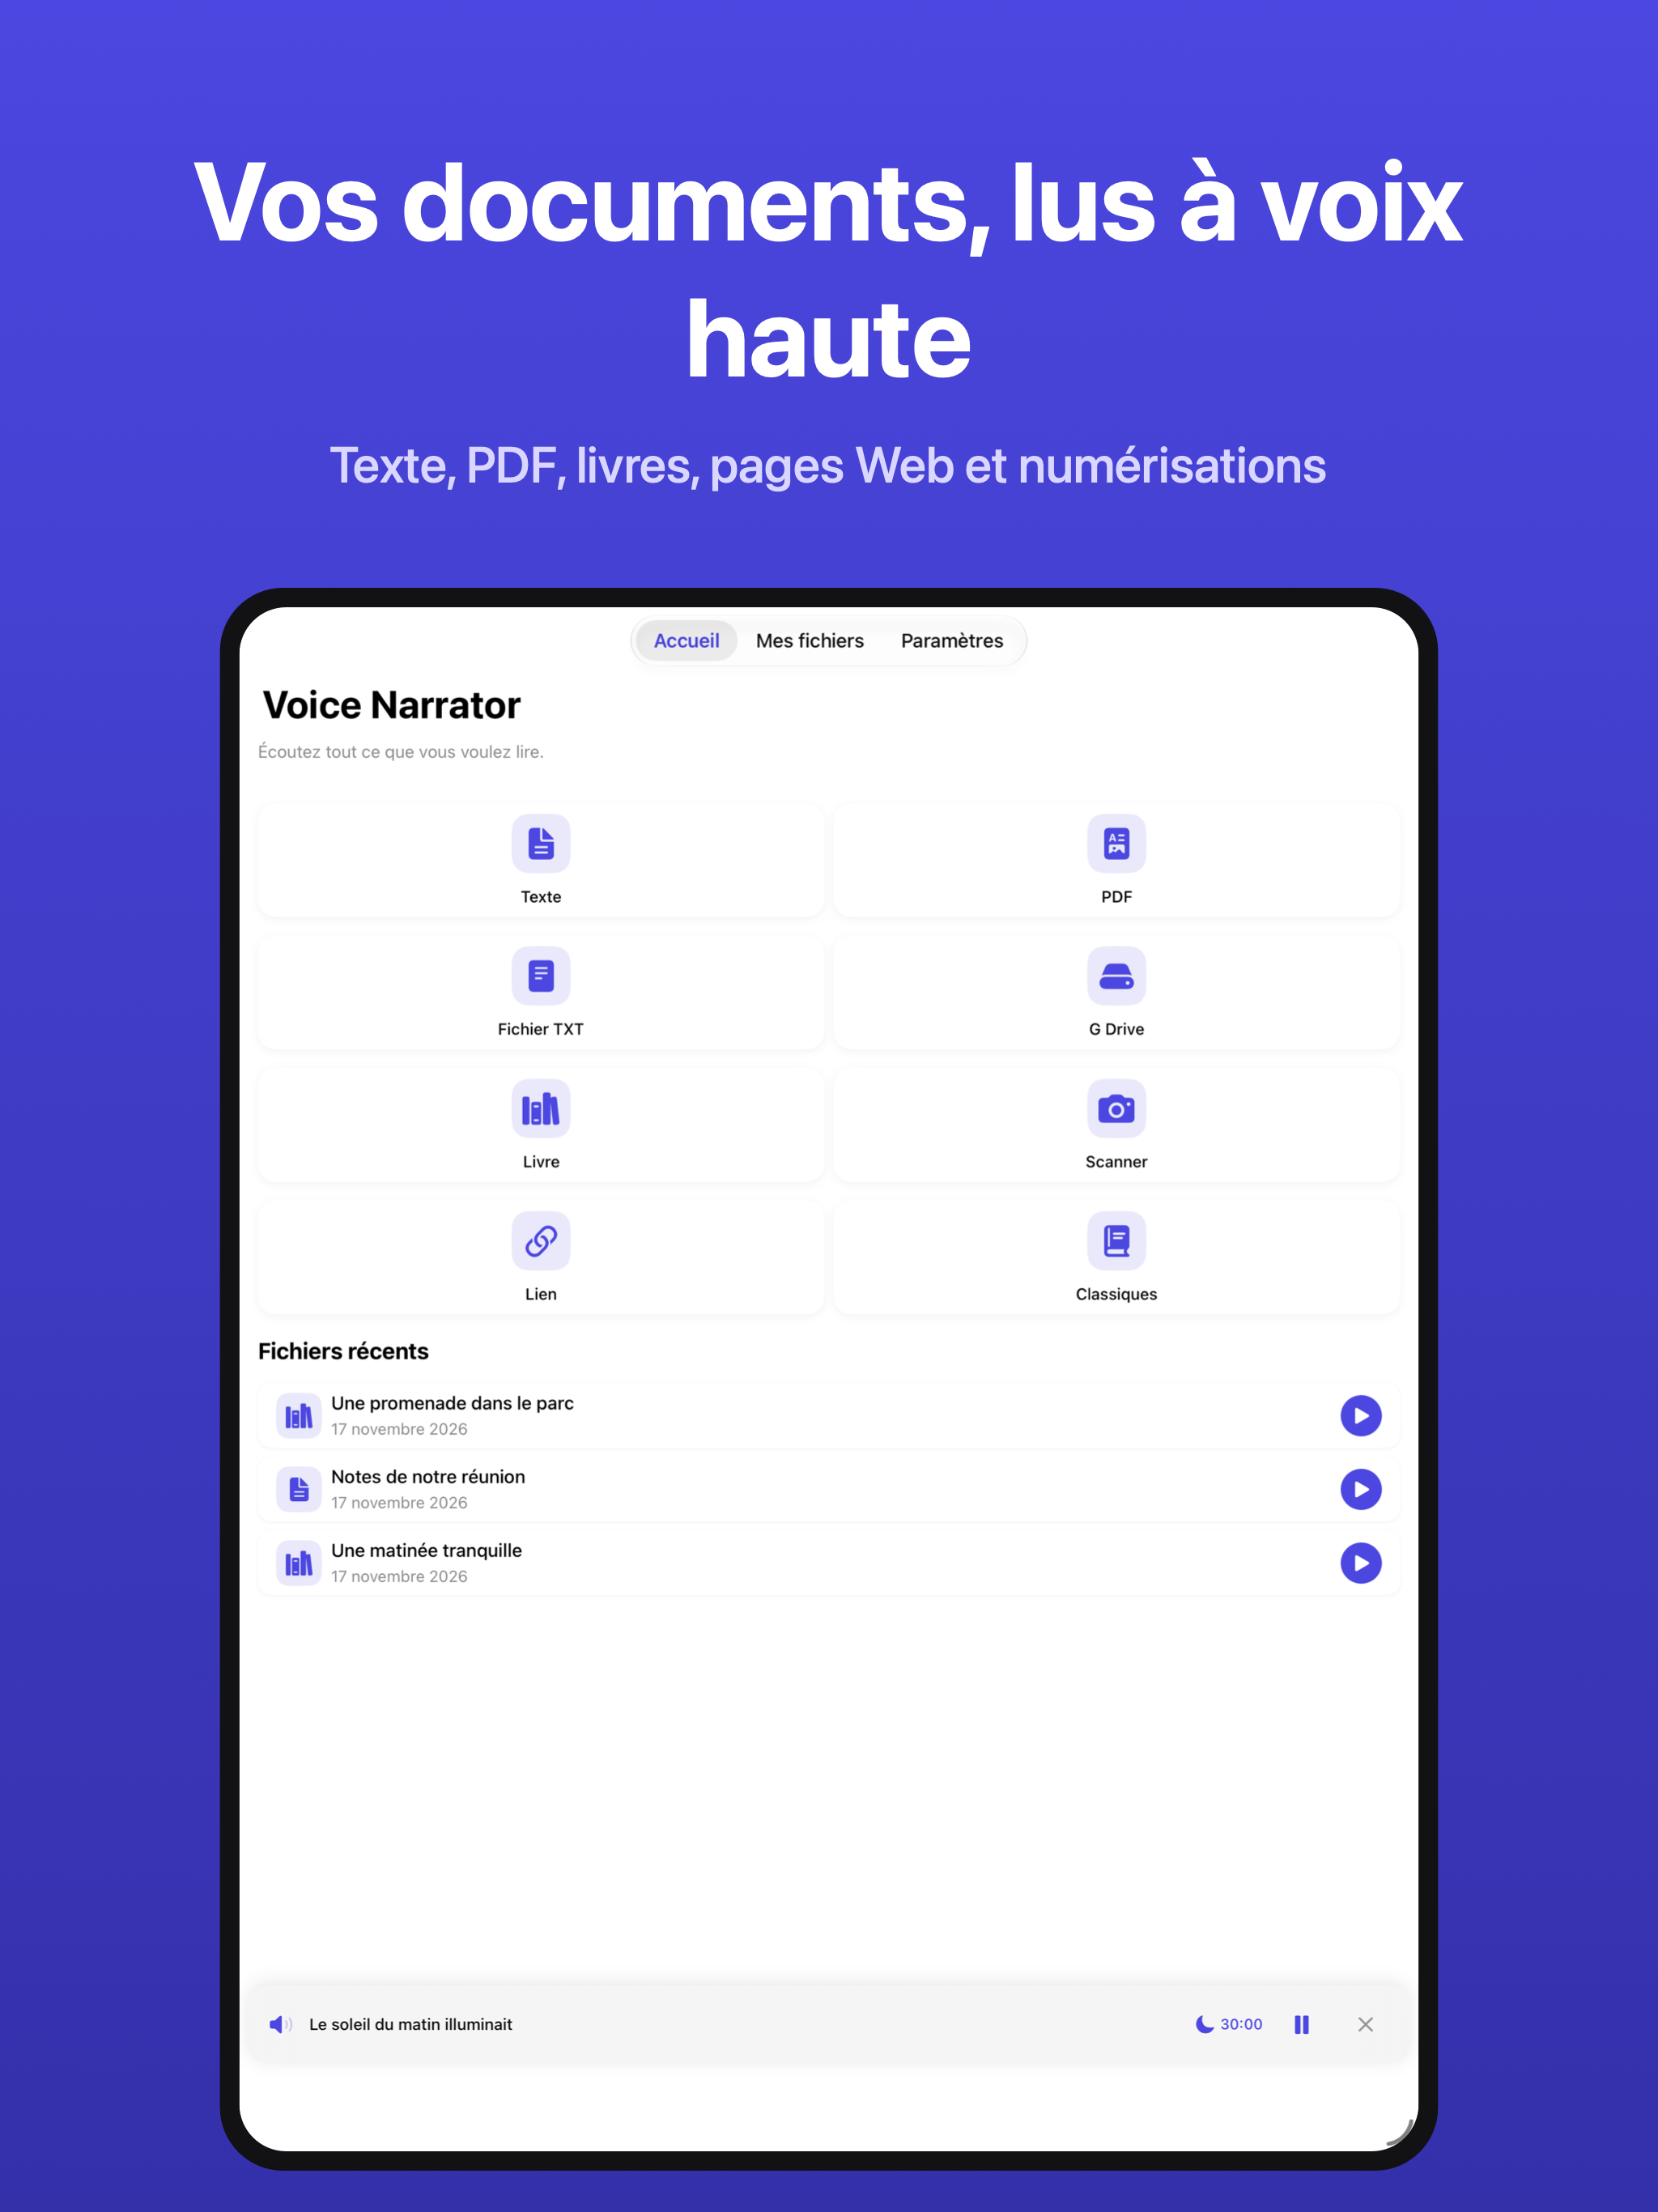 Vos documents, lus à voix
haute
Texte, PDF, livres, pages Web et numérisations
Accueil Mes fichiers Paramètres
Voice Narrator
Écoutez tout ce que vous voulez lire.
Texte
PDF
Fichier TXT
G Drive
Livre
Scanner
Lien
Classiques
Fichiers récents
Une promenade dans le parc
17 novembre 2026
Notes de notre réunion
17 novembre 2026
Une matinée tranquille
17 novembre 2026
Le soleil du matin illuminait 30:00